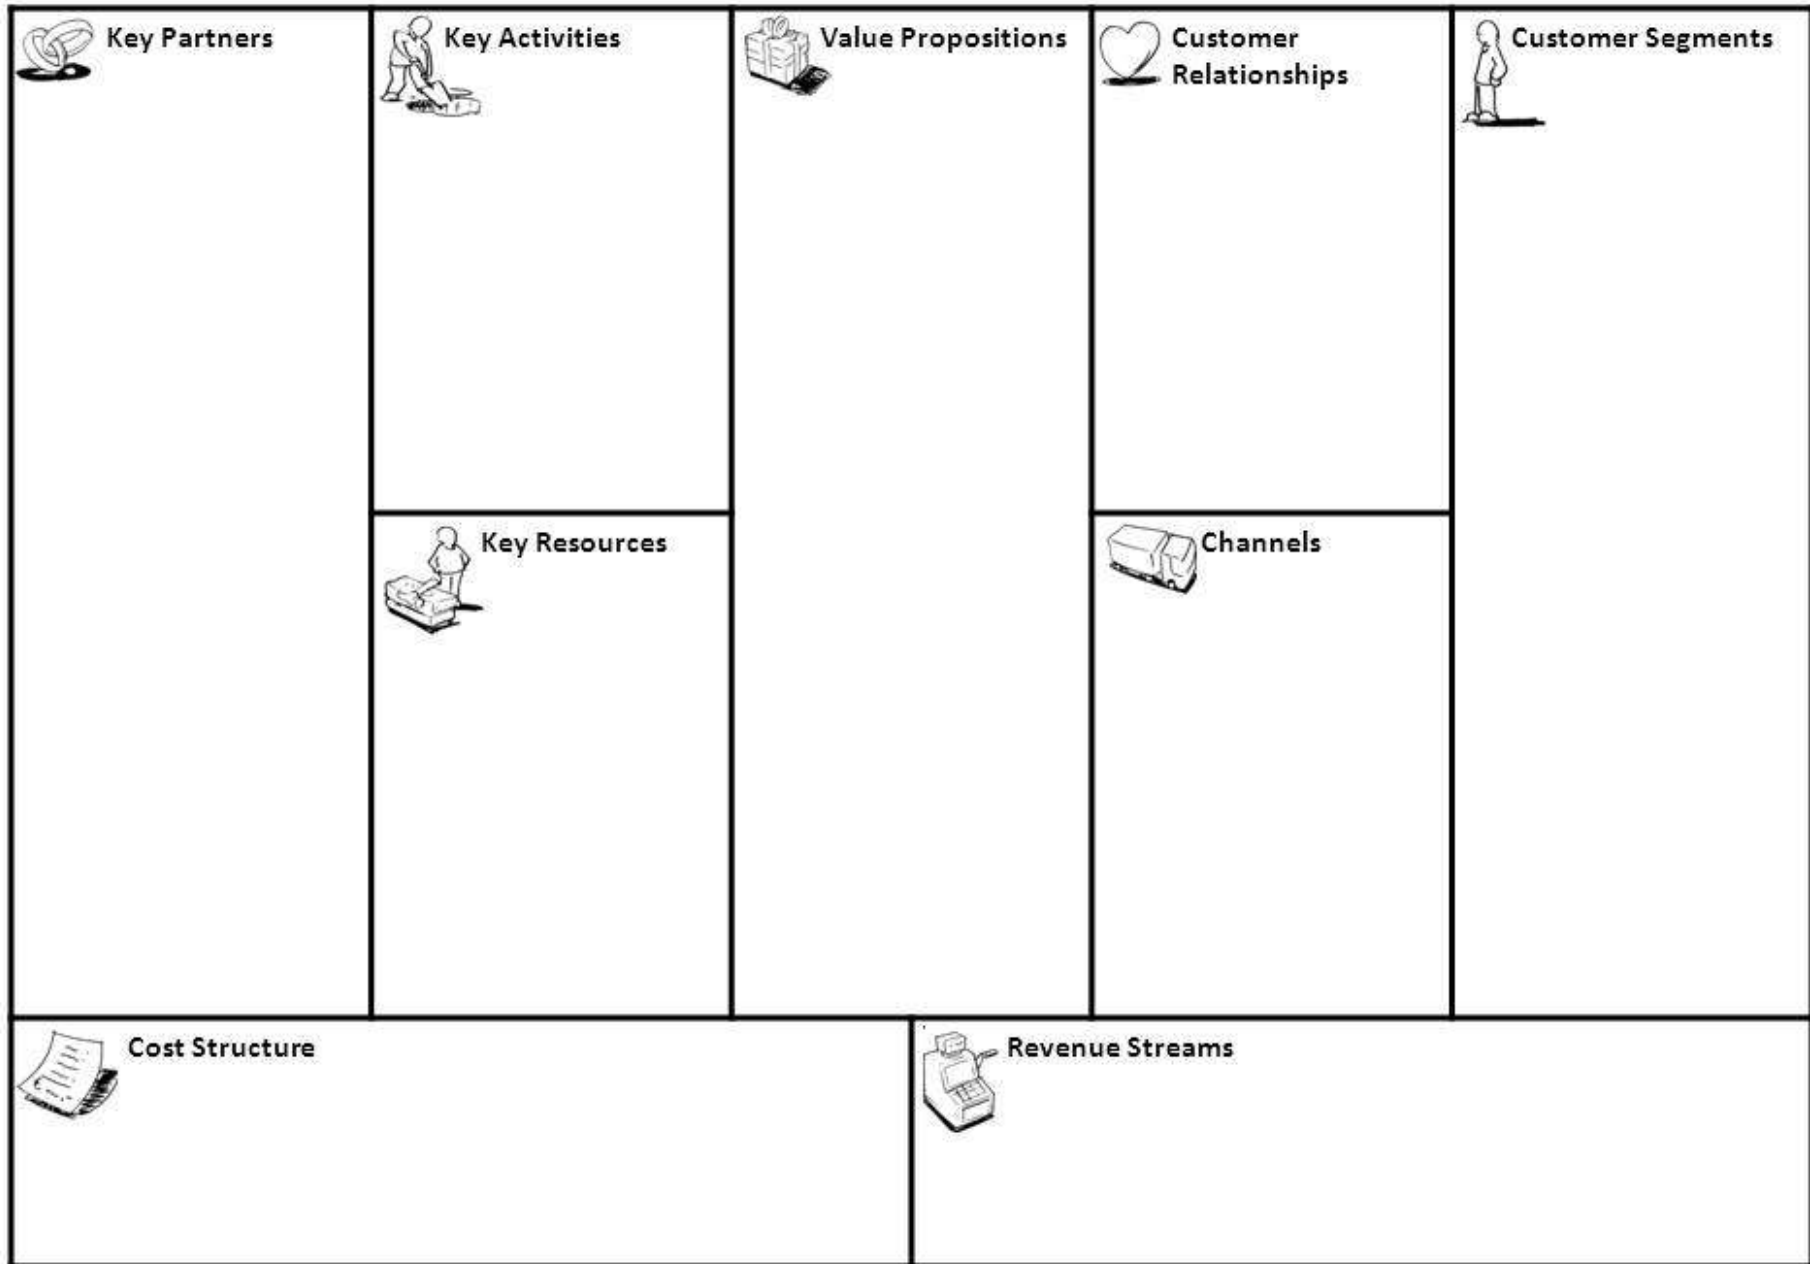 Key Partners
Key Activities
Value Propositions
Customer
Relationships
Customer Segments
Key Resources
Channels
Cost Structure
Revenue Streams